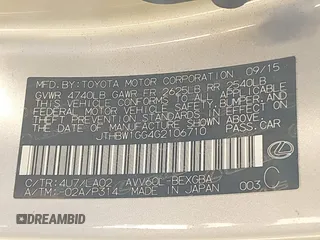 MFD.BY: TOYOTA MOTOR CORPORATION 09/15
GVWR 4740LB GAWR FR 2625LB RR 2640LB
THIS VEHICLE CONFORMS TO ALL APPLICABLE
FEDERAL MOTOR VEHICLE SAFETY, BUMPER, AND
THEFT PREVENTION STANDARDS IN EFFECT ON
THE DATE OF MANUFACTURE SHOWN ABOVE.
JTHBW1GG4G2106710 PASS. CAR
C/TR: 4U7/LA02 AVV60L-BEXGBA
A/TM: -02A/P314 MADE IN JAPAN 003 C
DREAMBID